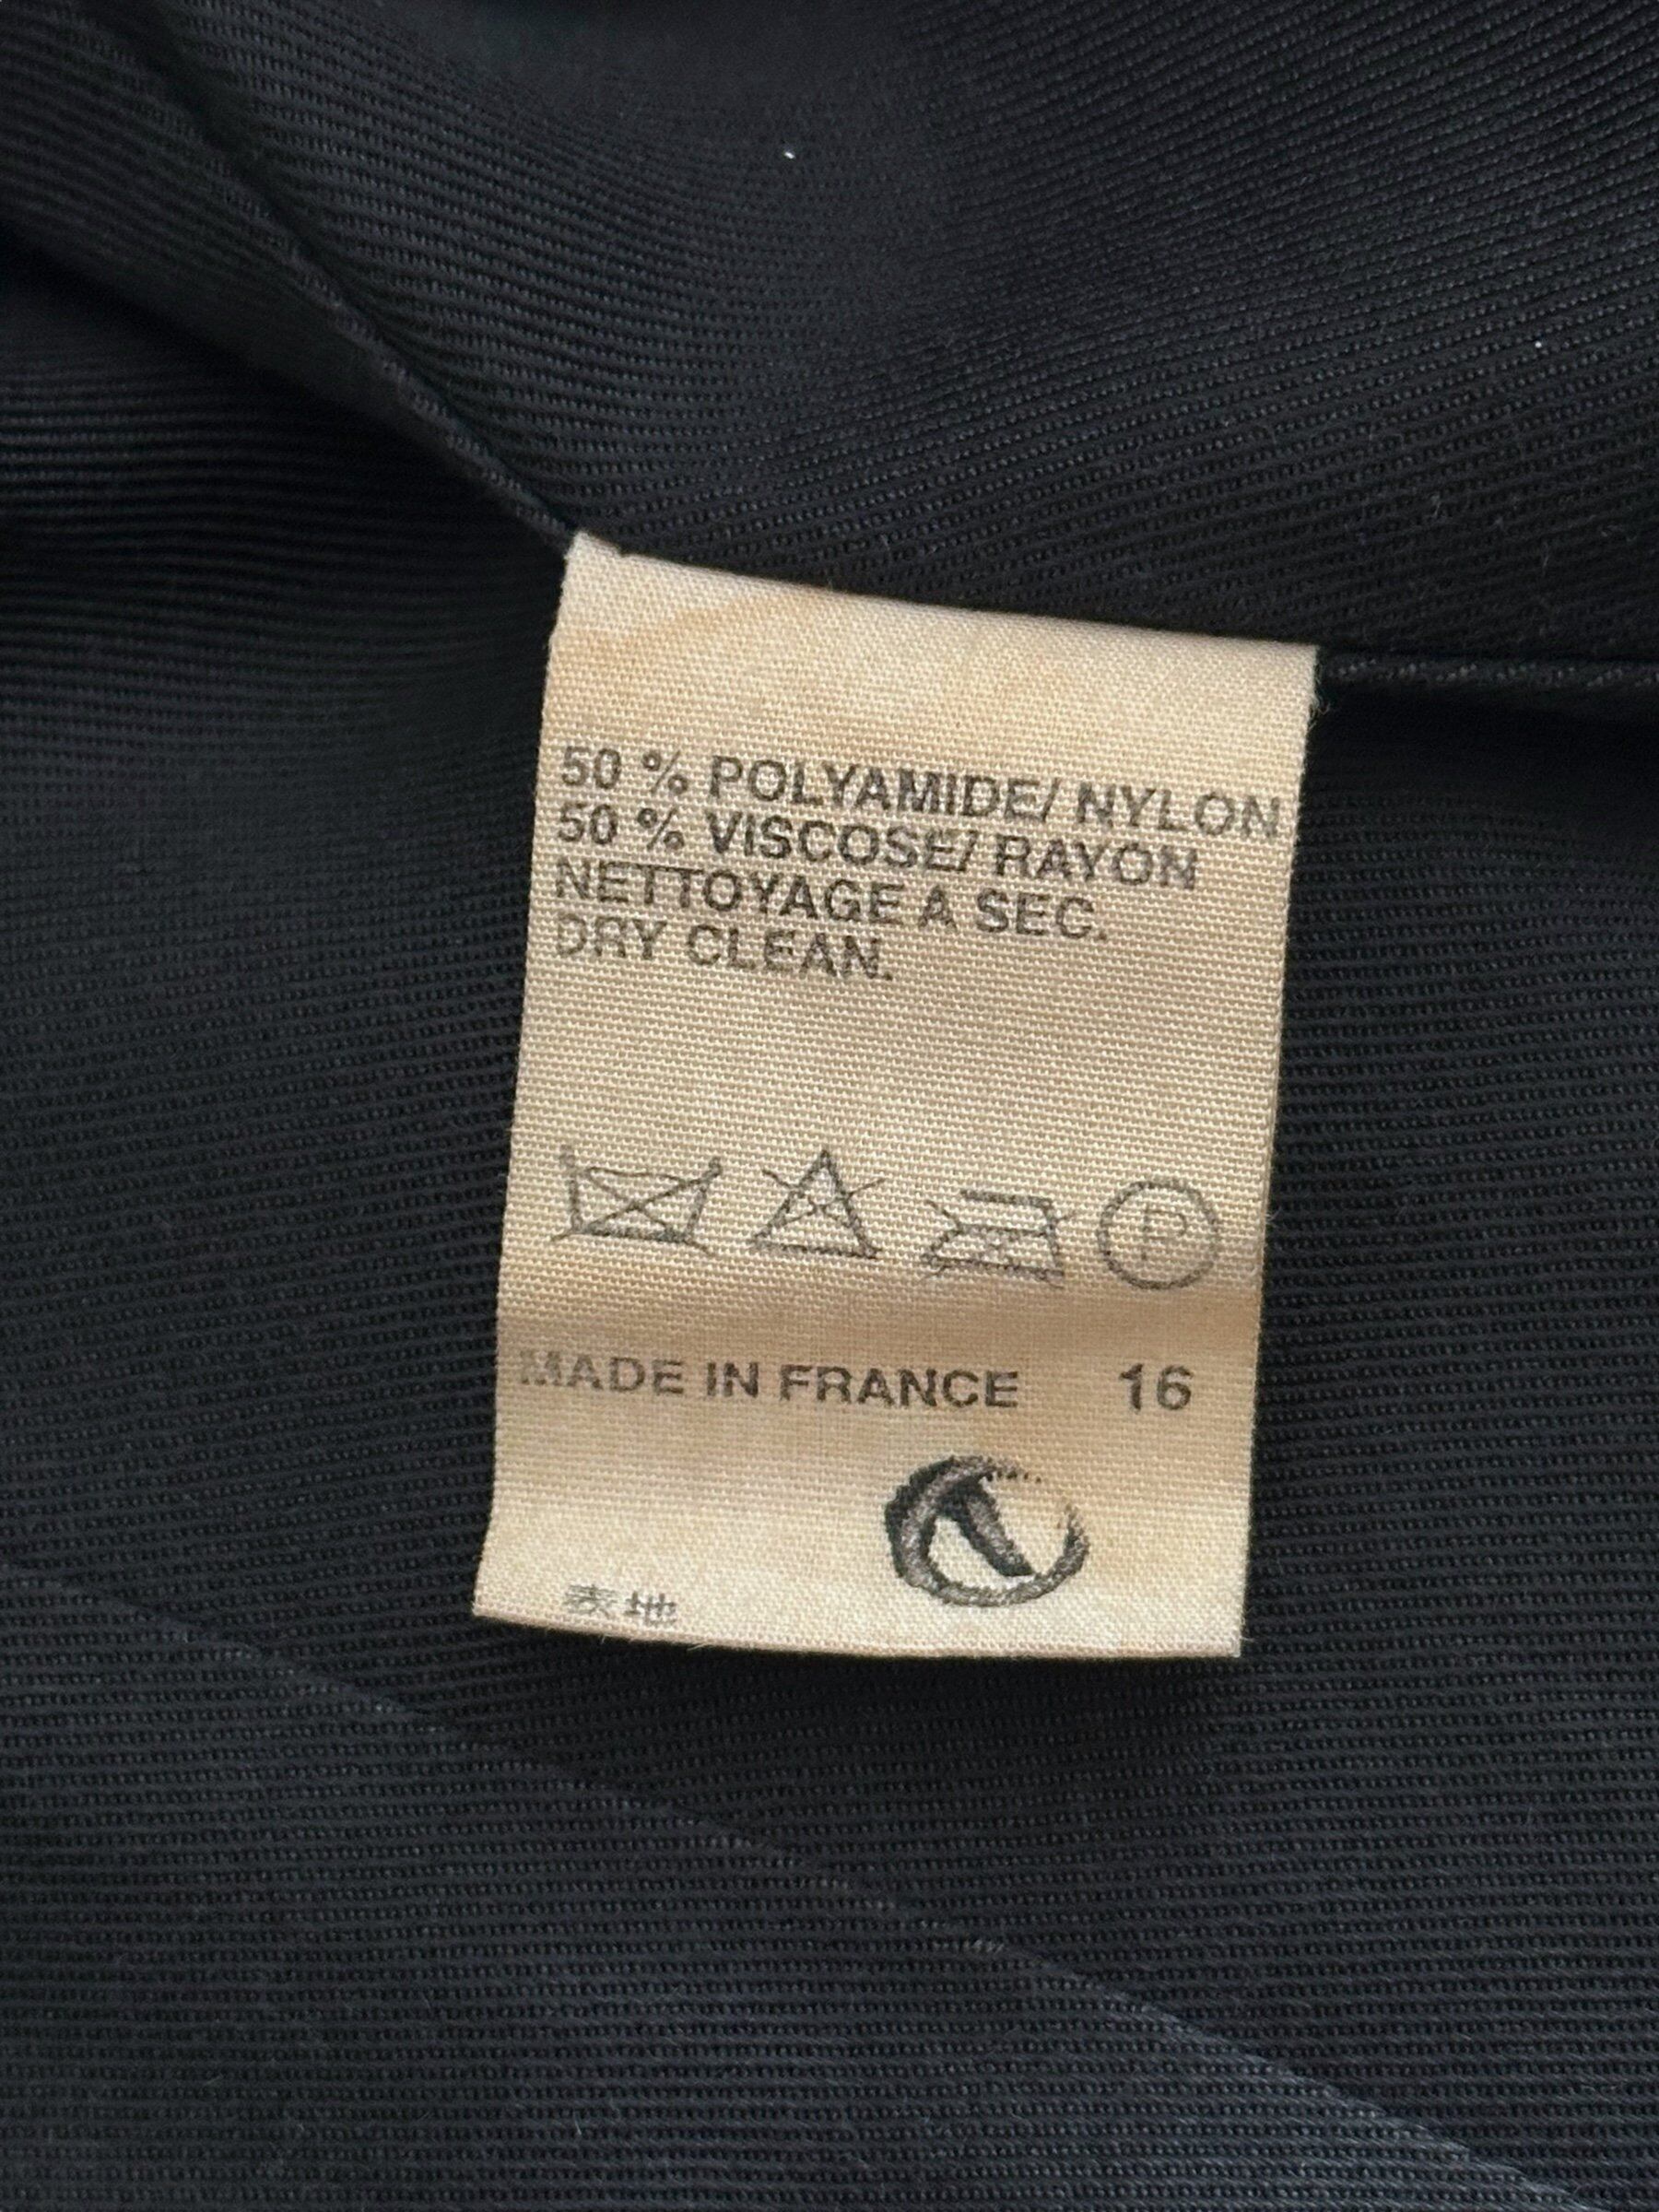 50 % POLYAMIDE/ NYLON
50 % VISCOSE/ RAYON
NETTOYAGE A SEC.
DRY CLEAN.
P
MADE IN FRANCE 16
表地